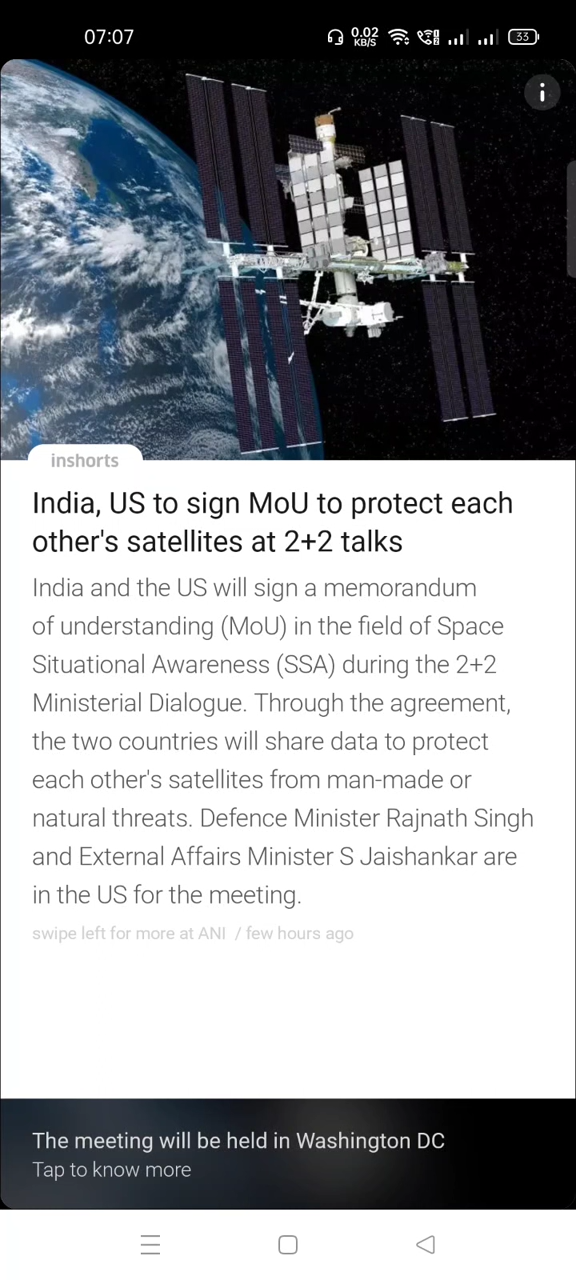 07:07 0.02 KB/S 33
inshorts
India, US to sign MoU to protect each
other's satellites at 2+2 talks
India and the US will sign a memorandum
of understanding (MoU) in the field of Space
Situational Awareness (SSA) during the 2+2
Ministerial Dialogue. Through the agreement,
the two countries will share data to protect
each other's satellites from man-made or
natural threats. Defence Minister Rajnath Singh
and External Affairs Minister S Jaishankar are
in the US for the meeting.
swipe left for more at ANI / few hours ago
The meeting will be held in Washington DC
Tap to know more